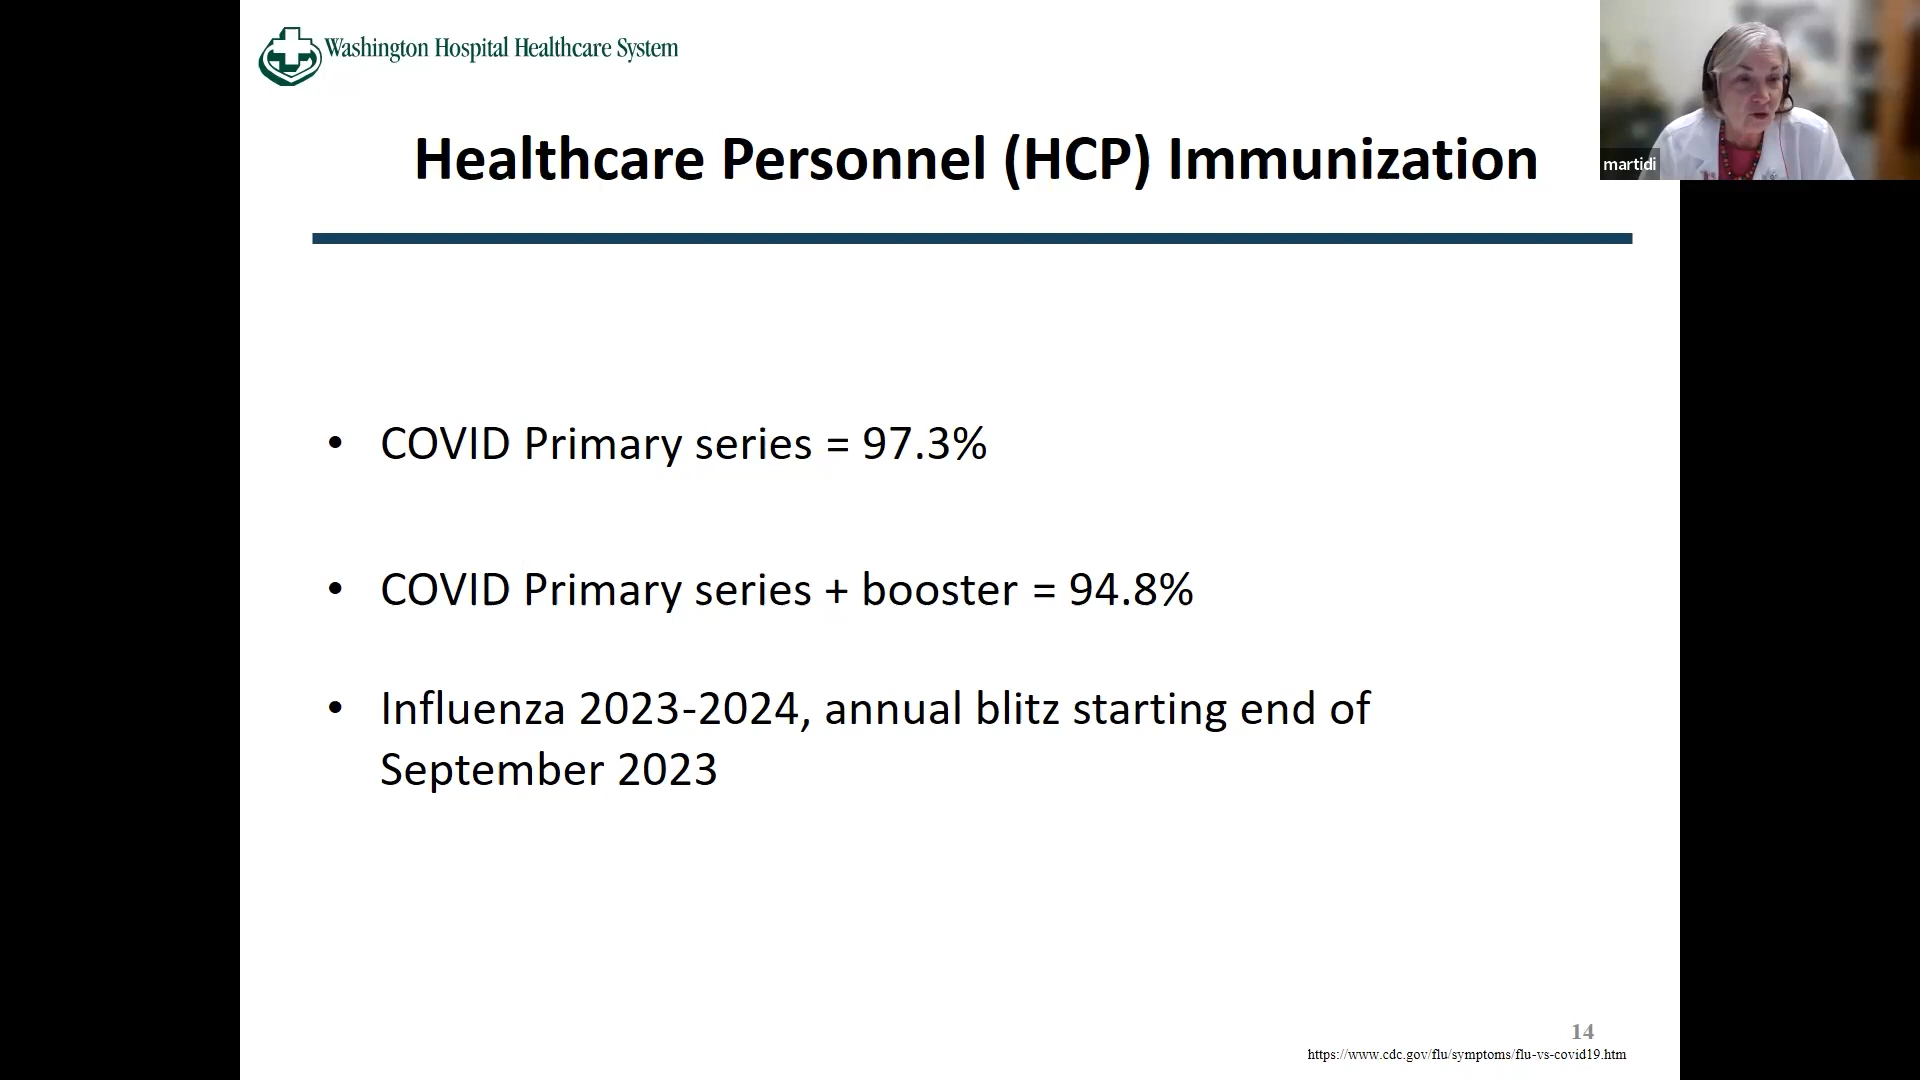 Washington Hospital Healthcare System
martidi
Healthcare Personnel (HCP) Immunization
• COVID Primary series = 97.3%
• COVID Primary series + booster = 94.8%
• Influenza 2023-2024, annual blitz starting end of
September 2023
14
https://www.cdc.gov/flu/symptoms/flu-vs-covid19.htm